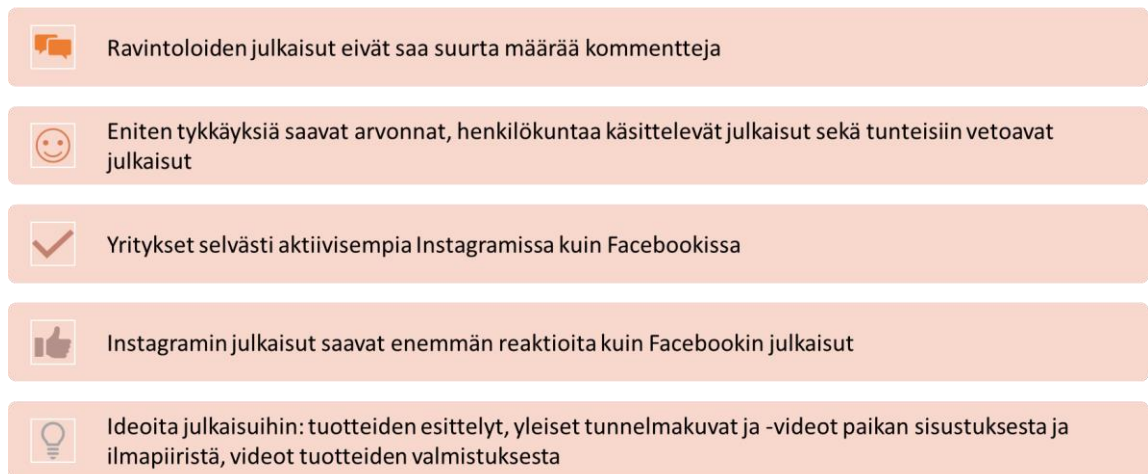 Ravintoloiden julkaisut eivät saa suurta määrää kommentteja
Eniten tykkäyksiä saavat arvonnat, henkilökuntaa käsittelevät julkaisut sekä tunteisiin vetoavat
julkaisut
Yritykset selvästi aktiivisempia Instagramissa kuin Facebookissa
Instagramin julkaisut saavat enemmän reaktioita kuin Facebookin julkaisut
Ideoita julkaisuihin: tuotteiden esittelyt, yleiset tunnelmakuvat ja -videot paikan sisustuksesta ja
ilmapiiristä, videot tuotteiden valmistuksesta